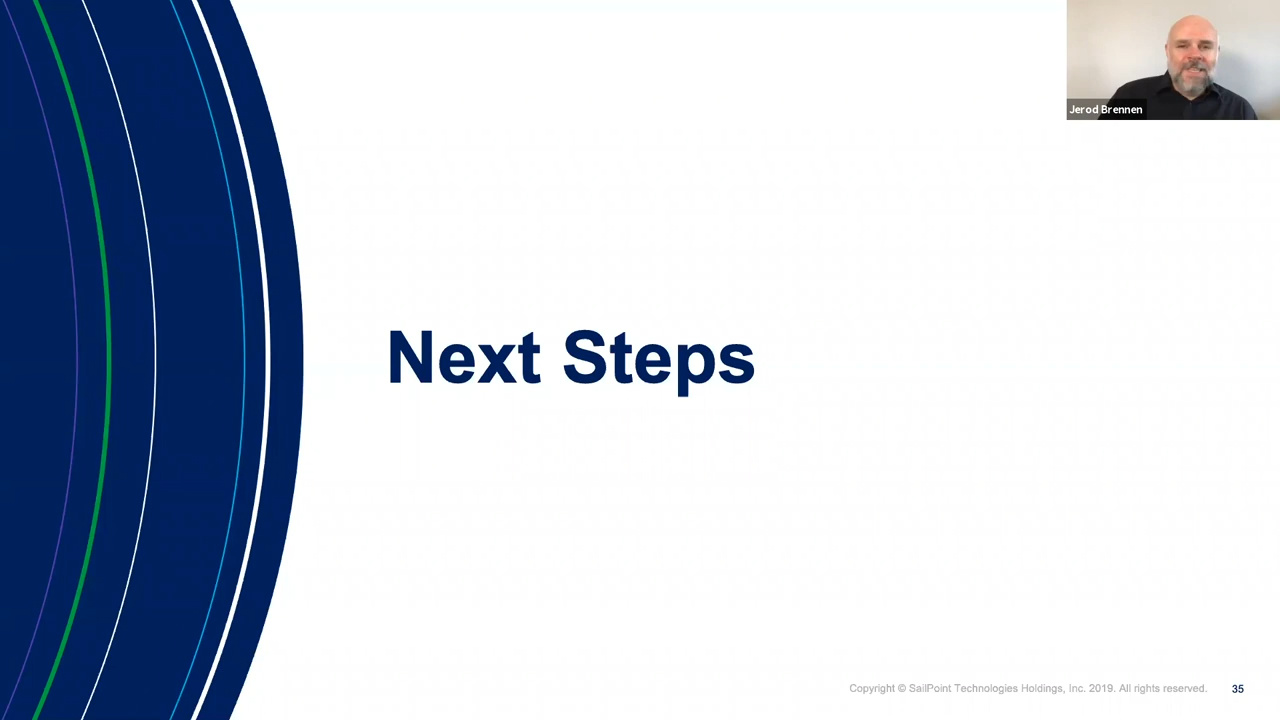 Jerod Brennen
Next Steps
Copyright © SailPoint Technologies Holdings, Inc. 2019. All rights reserved. 35